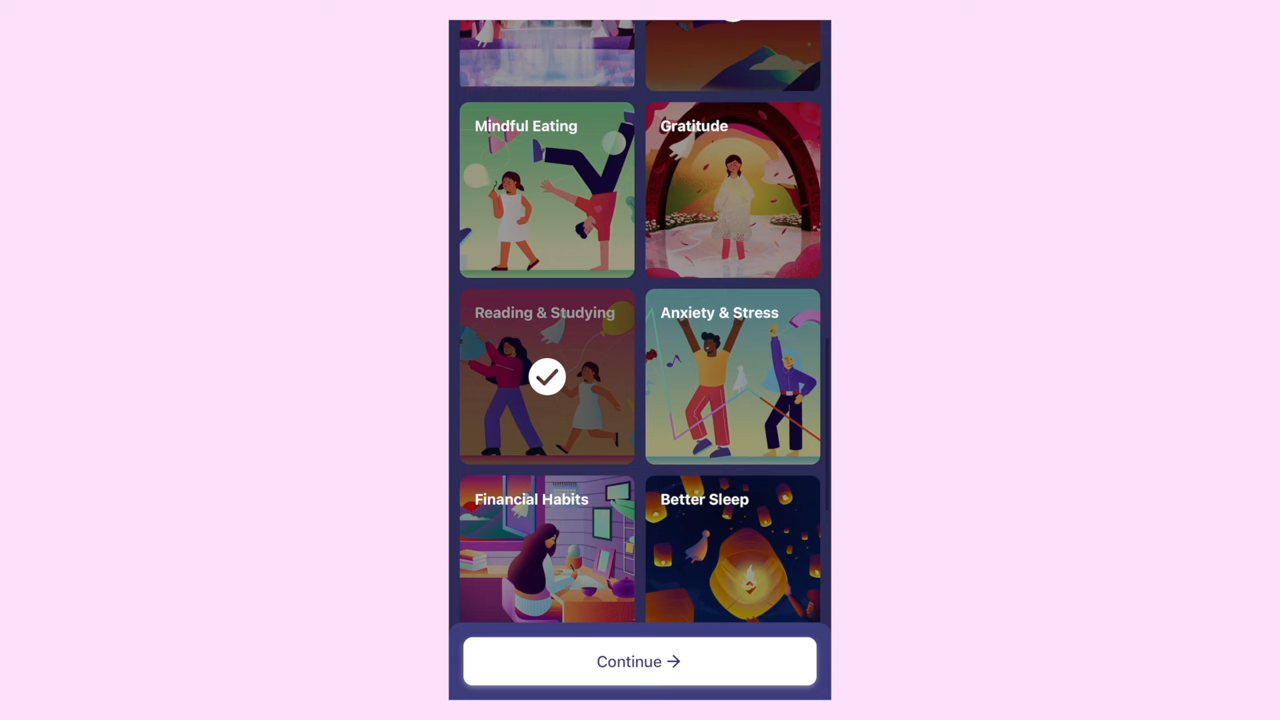 Mindful Eating
Gratitude
Reading & Studying
Anxiety & Stress
Financial Habits
Better Sleep
Continue →